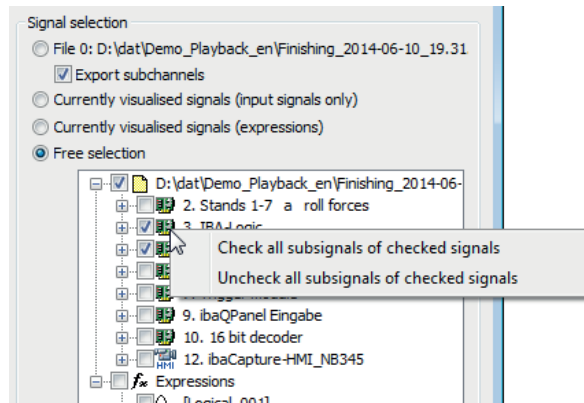 Signal selection
File 0: D:\dat\Demo_Playback_en\Finishing_2014-06-10_19.31
Export subchannels
Currently visualised signals (input signals only)
Currently visualised signals (expressions)
Free selection
D:\dat\Demo_Playback_en\Finishing_2014-06-
2. Stands 1-7 a roll forces
3. IBA-Logic
Check all subsignals of checked signals
Uncheck all subsignals of checked signals
9. ibaQPanel Eingabe
10. 16 bit decoder
12. ibaCapture-HMI_NB345
HMI
fx Expressions
[Logical_001]